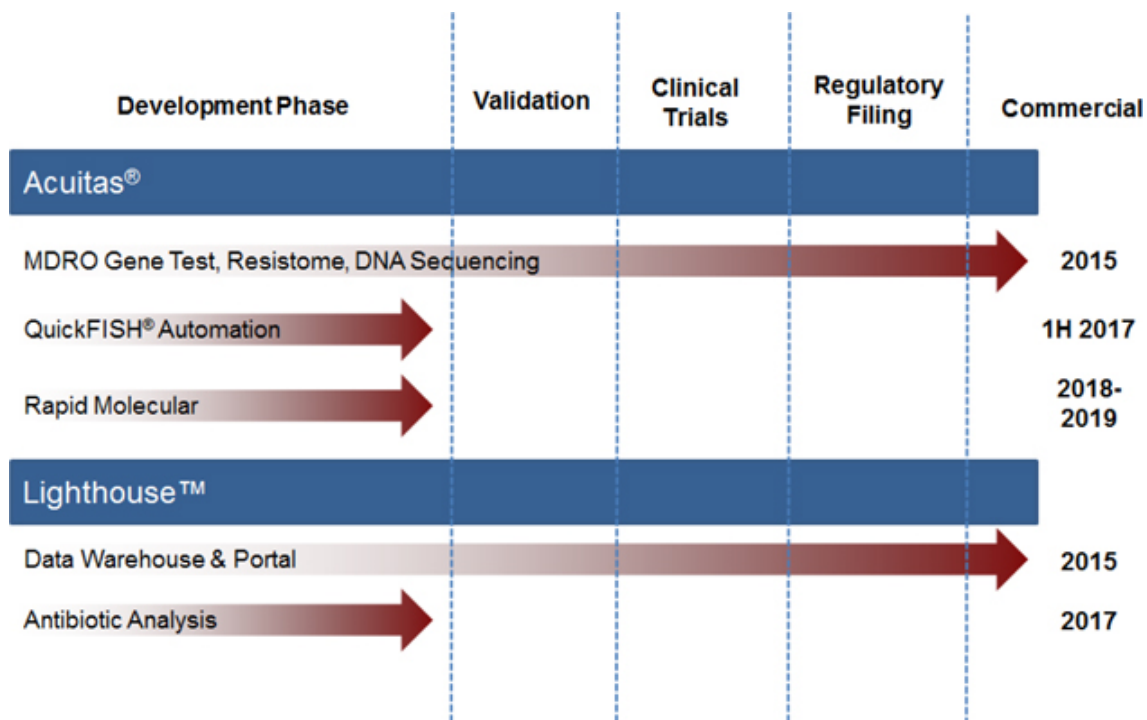 Development Phase
Validation
Clinical
Trials
Regulatory
Filing
Commercial
Acuitas®
MDRO Gene Test, Resistome, DNA Sequencing
2015
QuickFISH® Automation
1H 2017
Rapid Molecular
2018-
2019
Lighthouse™
Data Warehouse & Portal
2015
Antibiotic Analysis
2017